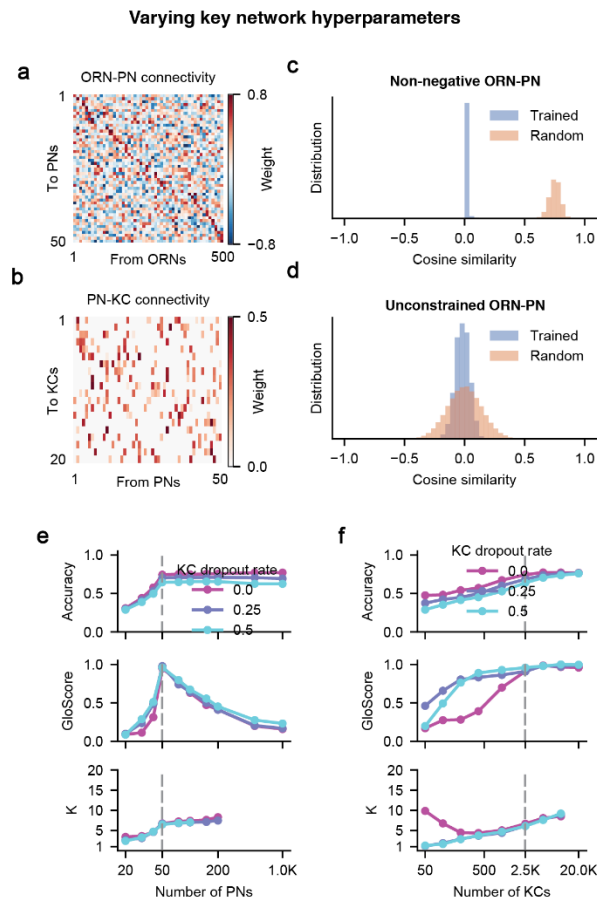 Varying key network hyperparameters
a
ORN-PN connectivity
1
To PNs
50
1
From ORNs
500
0.8
Weight
−0.8
b
PN-KC connectivity
1
To KCs
20
1
From PNs
50
0.5
Weight
0.0
c
Non-negative ORN-PN
Trained
Random
Distribution
−1.0
−0.5
0.0
0.5
1.0
Cosine similarity
d
Unconstrained ORN-PN
Trained
Random
Distribution
−1.0
−0.5
0.0
0.5
1.0
Cosine similarity
e
Accuracy
1.0
0.5
0.0
KC dropout rate
0.0
0.25
0.5
GloScore
1.0
0.5
0.0
K
20
15
10
5
1
20
50
200
1.0K
Number of PNs
f
Accuracy
1.0
0.5
0.0
KC dropout rate
0.0
0.25
0.5
GloScore
1.0
0.5
0.0
K
20
15
10
5
1
50
500
2.5K
20.0K
Number of KCs